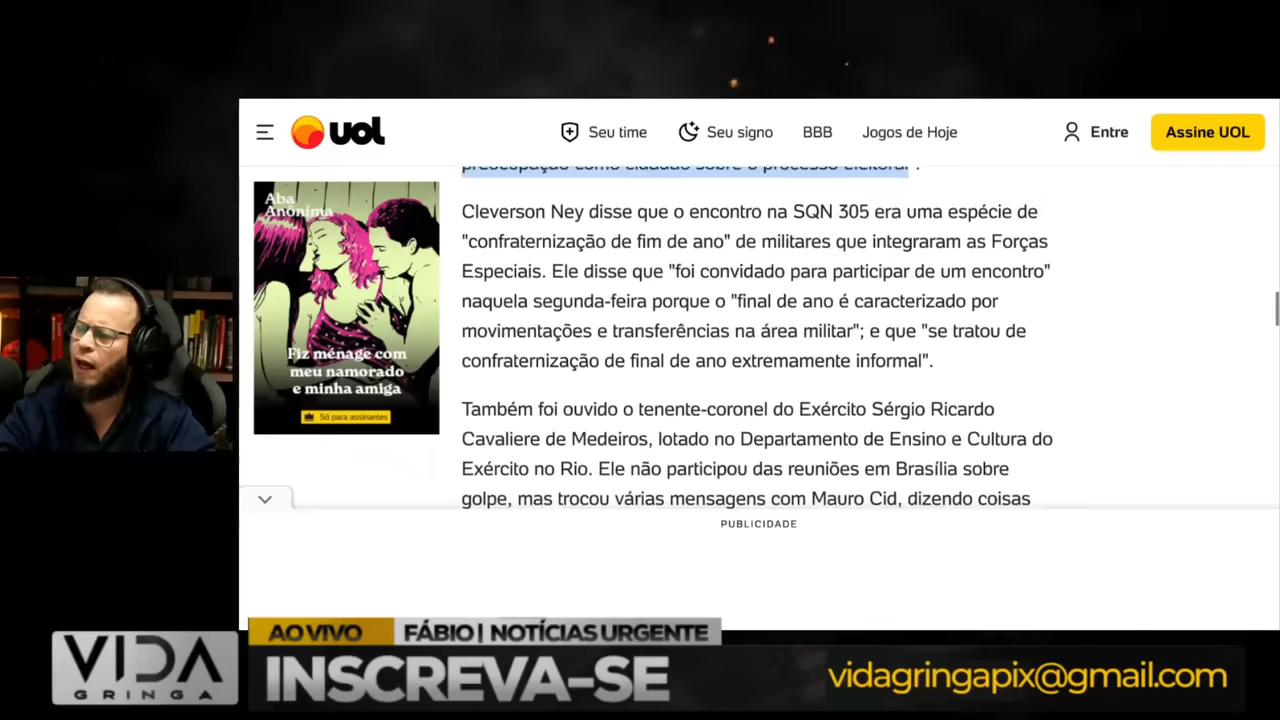 uol
Seu time
Seu signo
BBB
Jogos de Hoje
Entre
Assine UOL
preocupação como cidadão sobre o processo eleitoral".
Aba
Anônima
Fiz ménage com
meu namorado
e minha amiga
Só para assinantes
Cleverson Ney disse que o encontro na SQN 305 era uma espécie de
"confraternização de fim de ano" de militares que integraram as Forças
Especiais. Ele disse que "foi convidado para participar de um encontro"
naquela segunda-feira porque o "final de ano é caracterizado por
movimentações e transferências na área militar"; e que "se tratou de
confraternização de final de ano extremamente informal".
Também foi ouvido o tenente-coronel do Exército Sérgio Ricardo
Cavaliere de Medeiros, lotado no Departamento de Ensino e Cultura do
Exército no Rio. Ele não participou das reuniões em Brasília sobre
golpe, mas trocou várias mensagens com Mauro Cid, dizendo coisas
PUBLICIDADE
AO VIVO
FÁBIO | NOTÍCIAS URGENTE
VIDA
GRINGA
INSCREVA-SE
vidagringapix@gmail.com